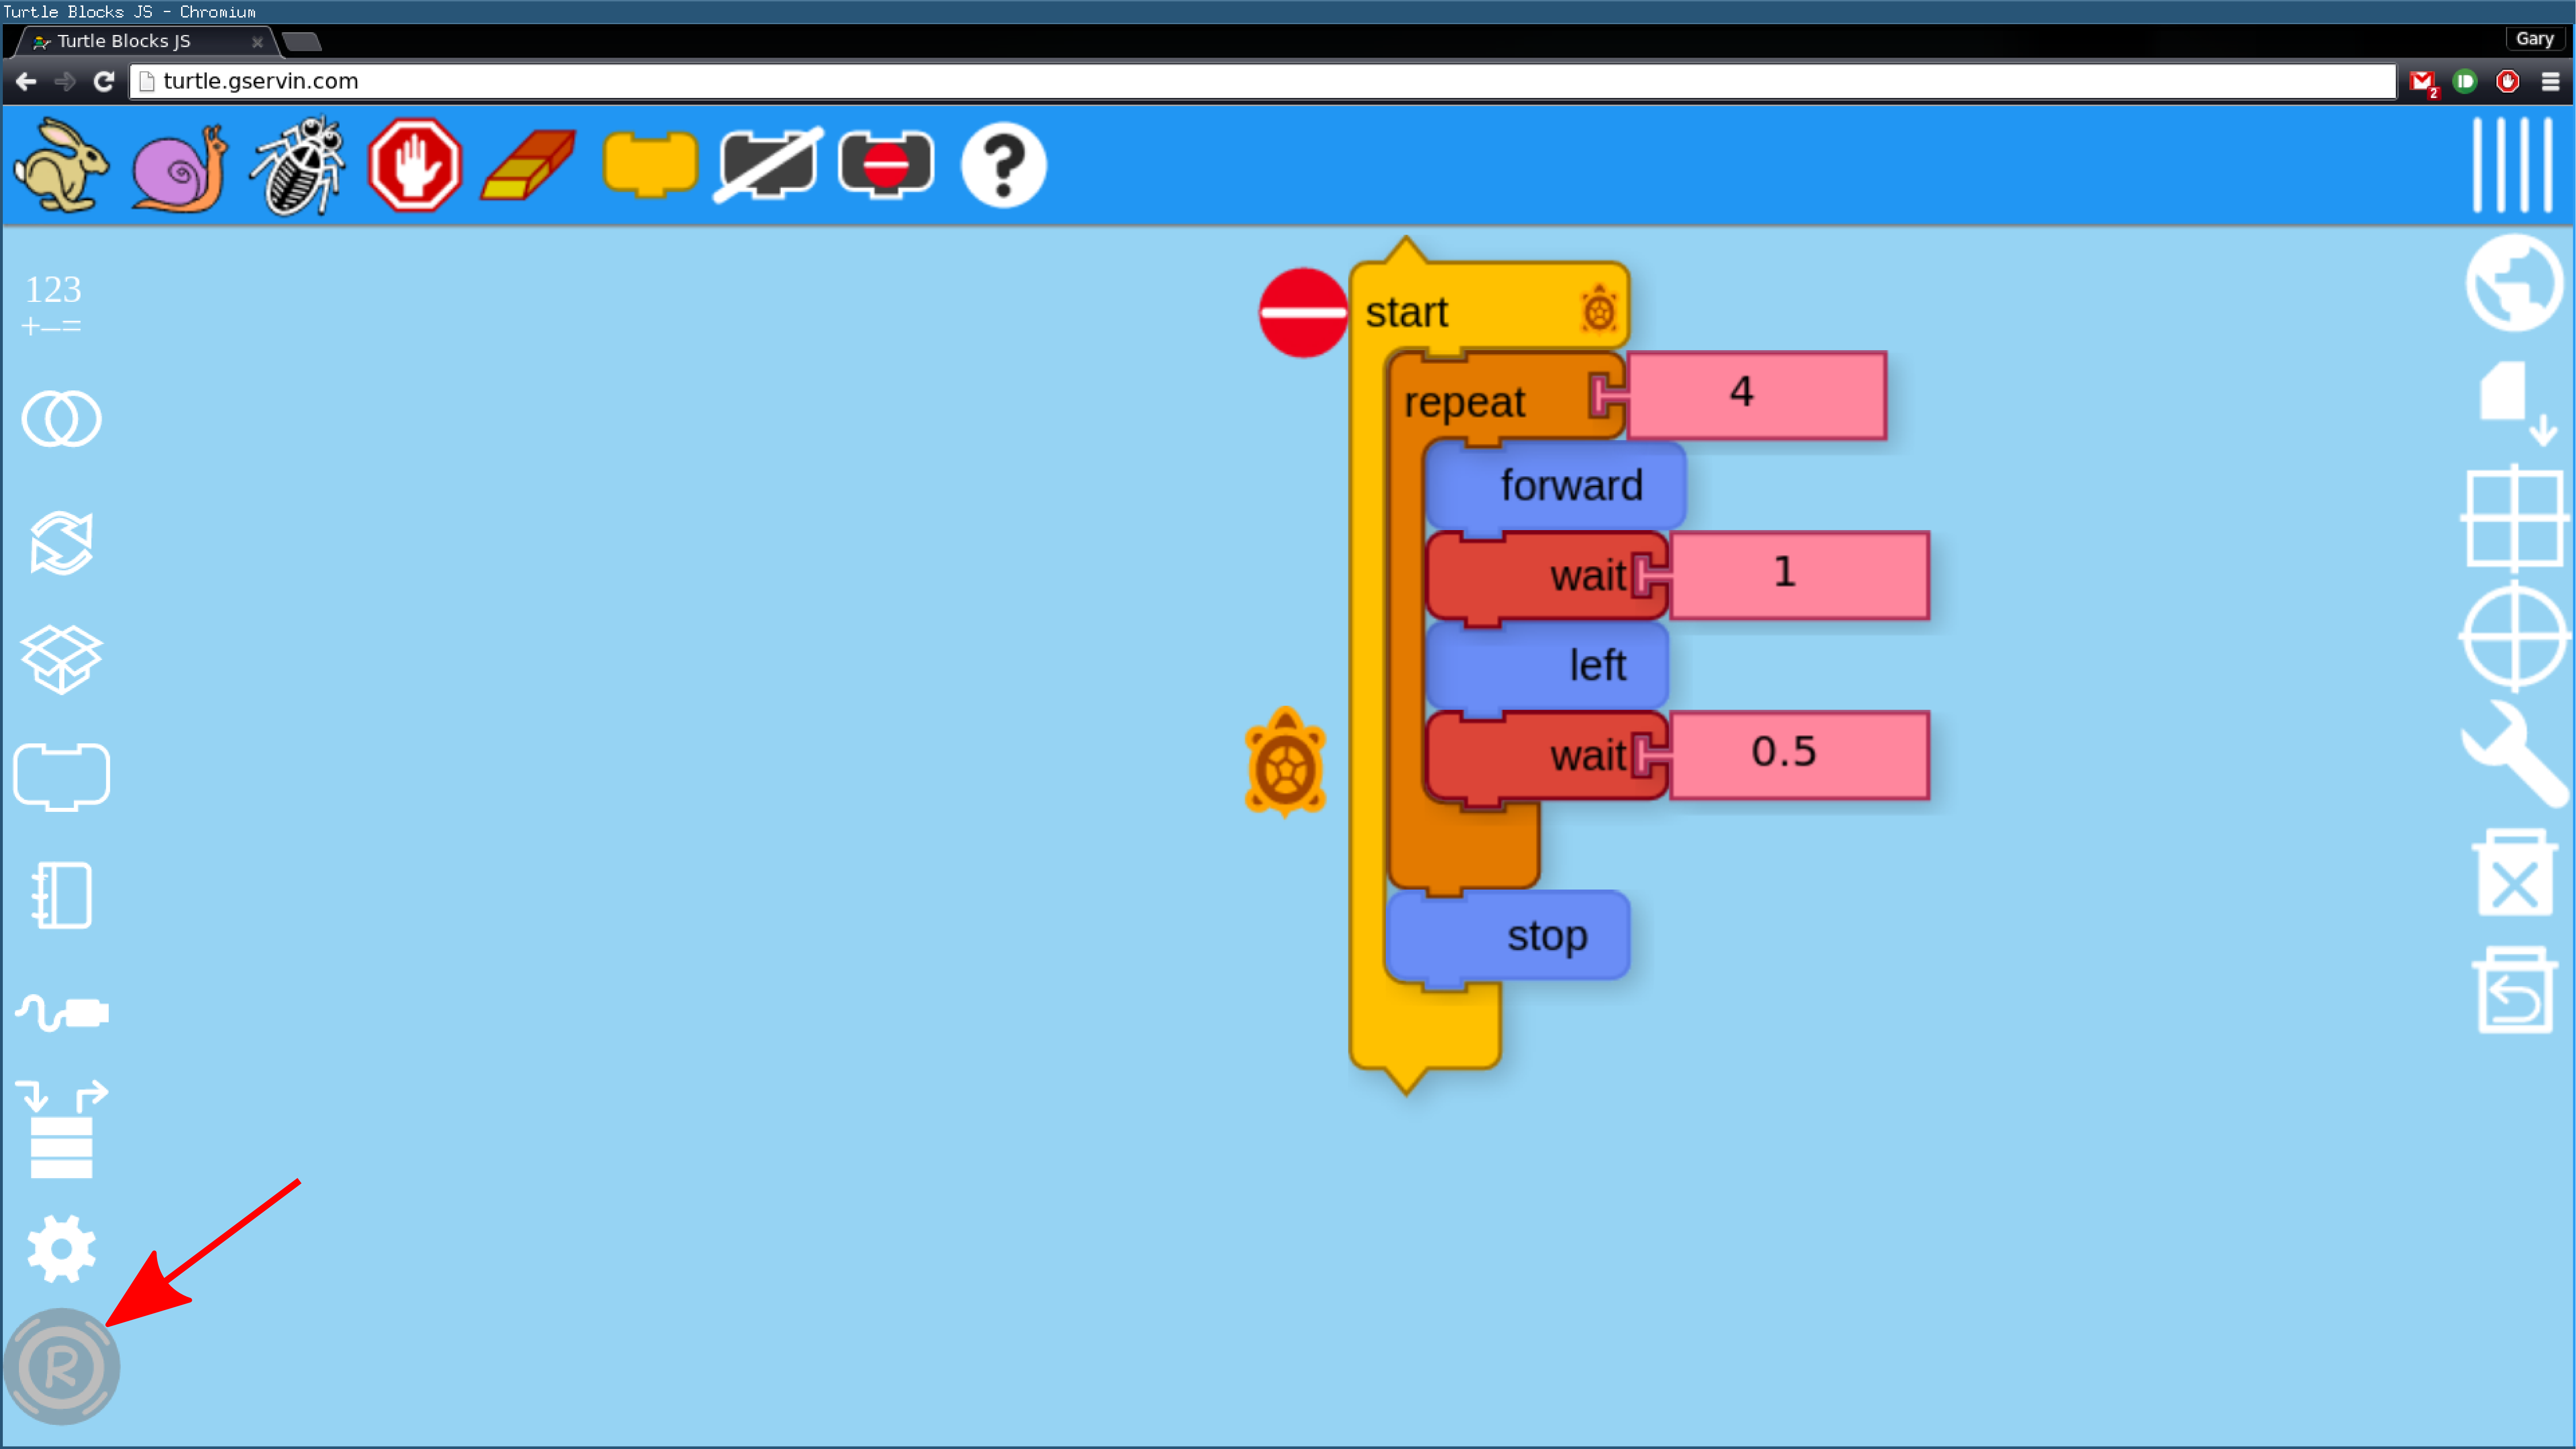 Turtle Blocks JS - Chromium
Turtle Blocks JS
Gary
turtle.gservin.com
2
?
123
+−=
start
repeat 4
forward
wait 1
left
wait 0.5
stop
R